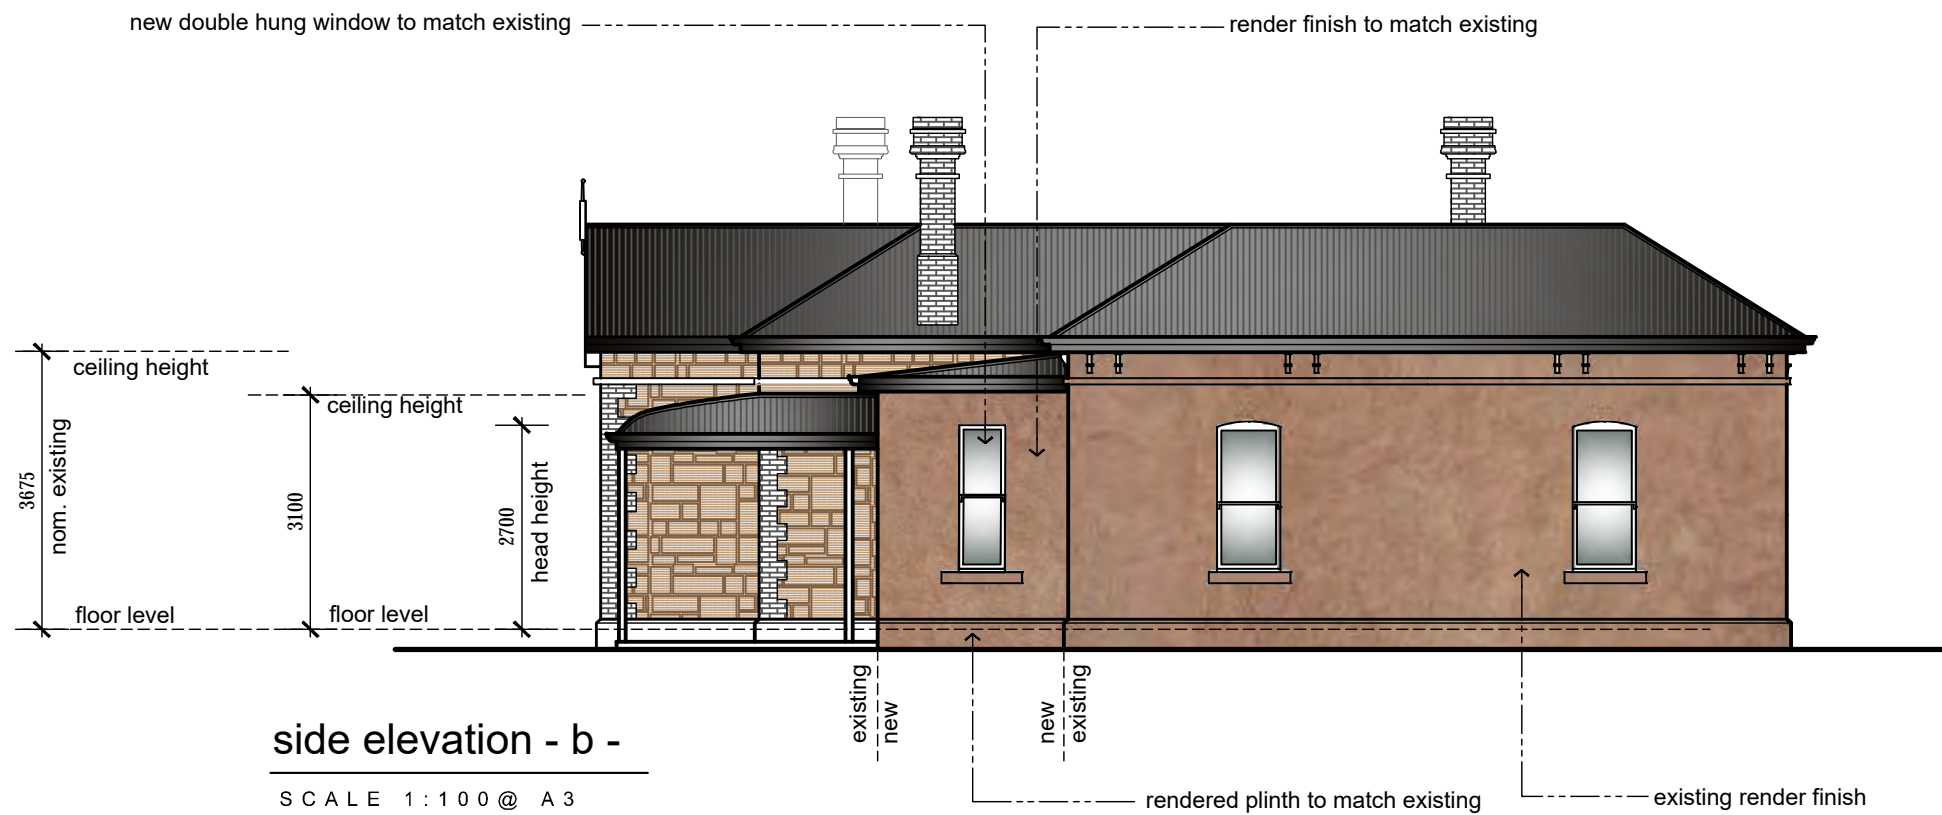 new double hung window to match existing
render finish to match existing
ceiling height
ceiling height
3675
nom. existing
3100
2700
head height
floor level
floor level
existing
new
new
existing
side elevation - b -
SCALE 1:100@ A3
rendered plinth to match existing
existing render finish